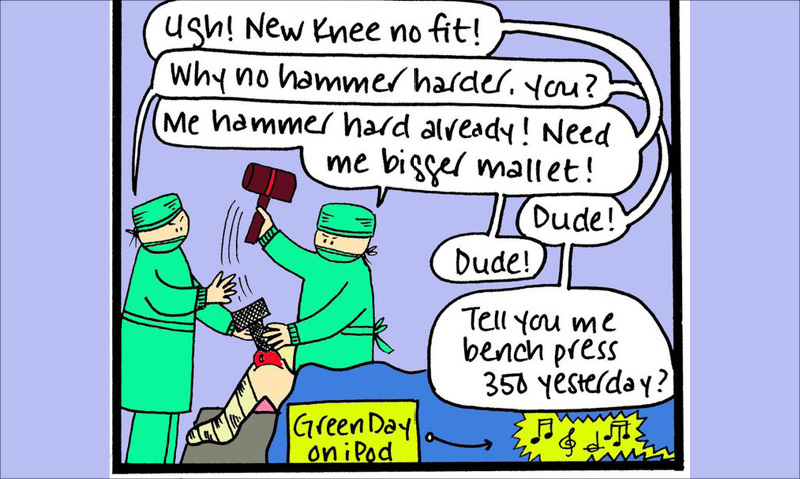 Ugh! New Knee no fit!
Why no hammer harder, you?
Me hammer hard already! Need
me bigger mallet!
Dude!
Dude!
Tell you me
bench press
350 yesterday?
Green Day
on iPod